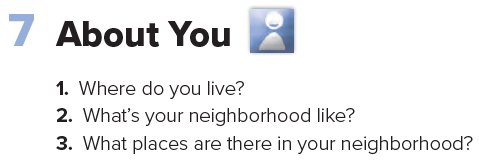 7 About You
1. Where do you live?
2. What's your neighborhood like?
3. What places are there in your neighborhood?